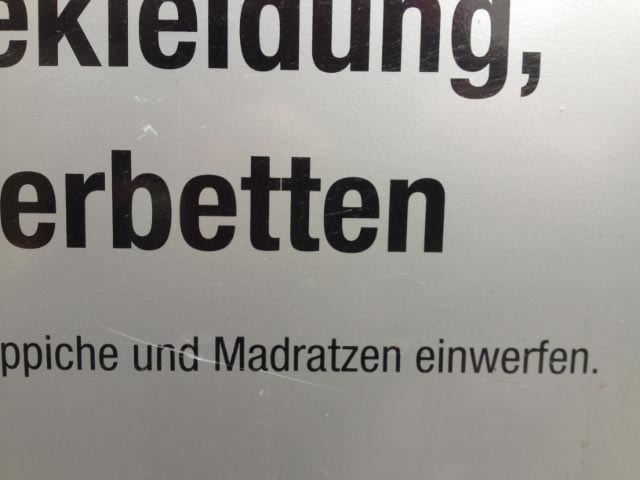 ekleidung,
erbetten
ppiche und Madratzen einwerfen.